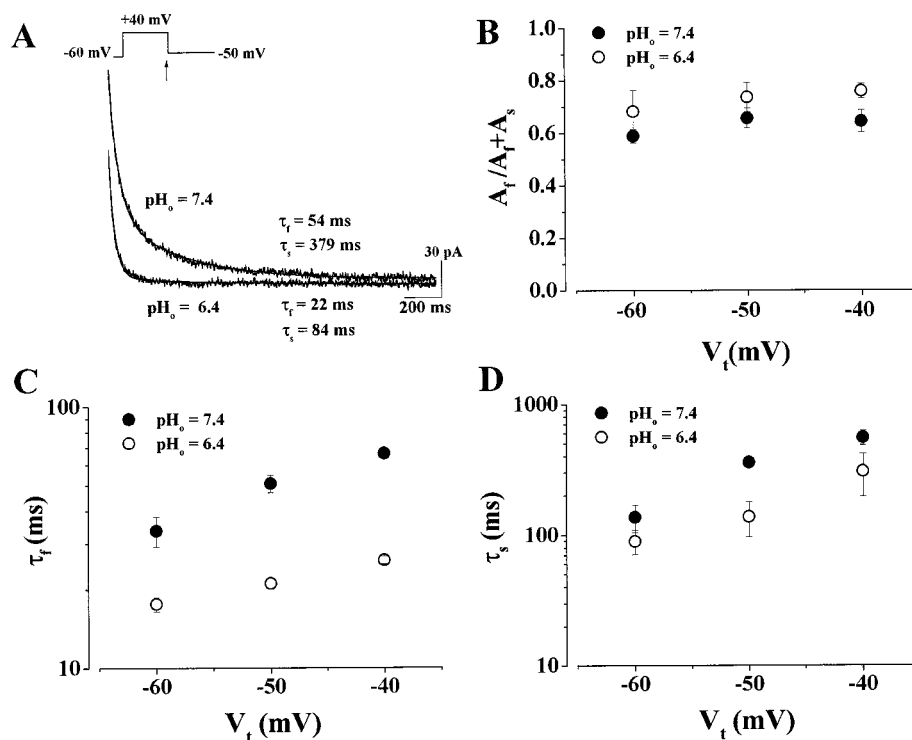 A
+40 mV
-60 mV
-50 mV
pHo = 7.4
τf = 54 ms
τs = 379 ms
30 pA
200 ms
pHo = 6.4
τf = 22 ms
τs = 84 ms
B
pHo = 7.4
pHo = 6.4
Af /Af+As
1.0
0.8
0.6
0.4
0.2
0.0
-60
-50
-40
Vt(mV)
C
pHo = 7.4
pHo = 6.4
τf (ms)
100
10
-60
-50
-40
Vt (mV)
D
pHo = 7.4
pHo = 6.4
τs (ms)
1000
100
10
-60
-50
-40
Vt (mV)